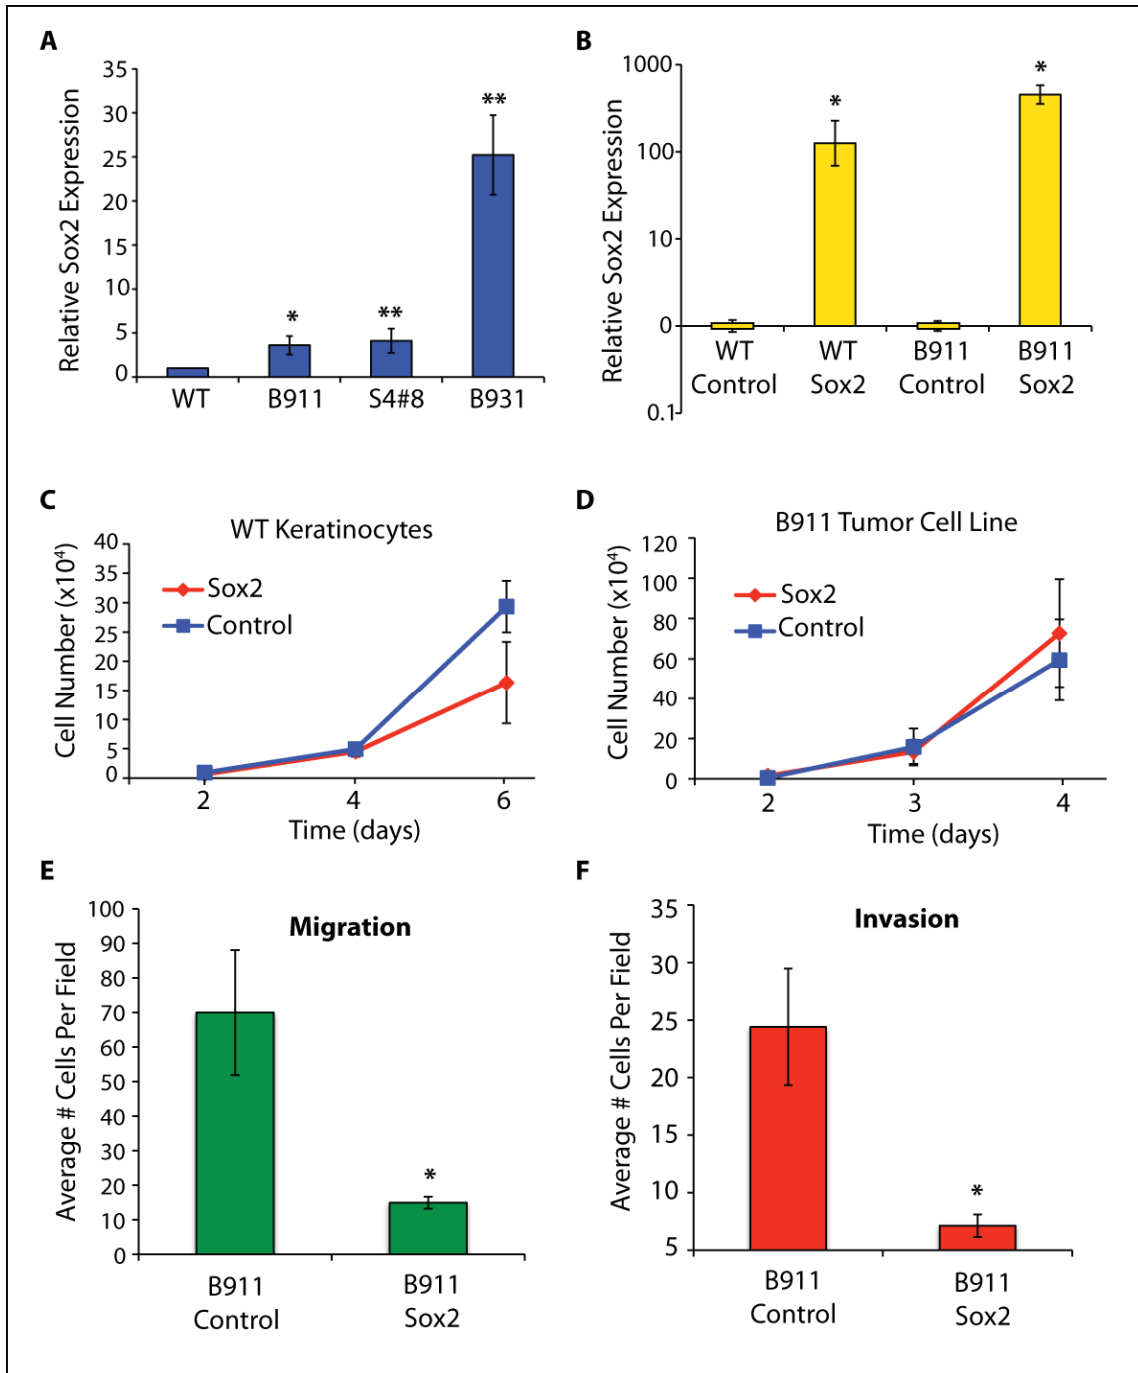 A
Relative Sox2 Expression
35
30
25
20
15
10
5
0
*
**
**
WT B911 S4#8 B931
B
Relative Sox2 Expression
1000
100
10
0
0.1
*
*
WT WT B911 B911
Control Sox2 Control Sox2
C
WT Keratinocytes
Cell Number (x10⁴)
40
35
30
25
20
15
10
5
0
Sox2
Control
2 4 6
Time (days)
D
B911 Tumor Cell Line
Cell Number (x10⁴)
120
100
80
60
40
20
0
Sox2
Control
2 3 4
Time (days)
E
Migration
Average # Cells Per Field
100
90
80
70
60
50
40
30
20
10
0
*
B911 B911
Control Sox2
F
Invasion
Average # Cells Per Field
35
30
25
20
15
10
5
*
B911 B911
Control Sox2